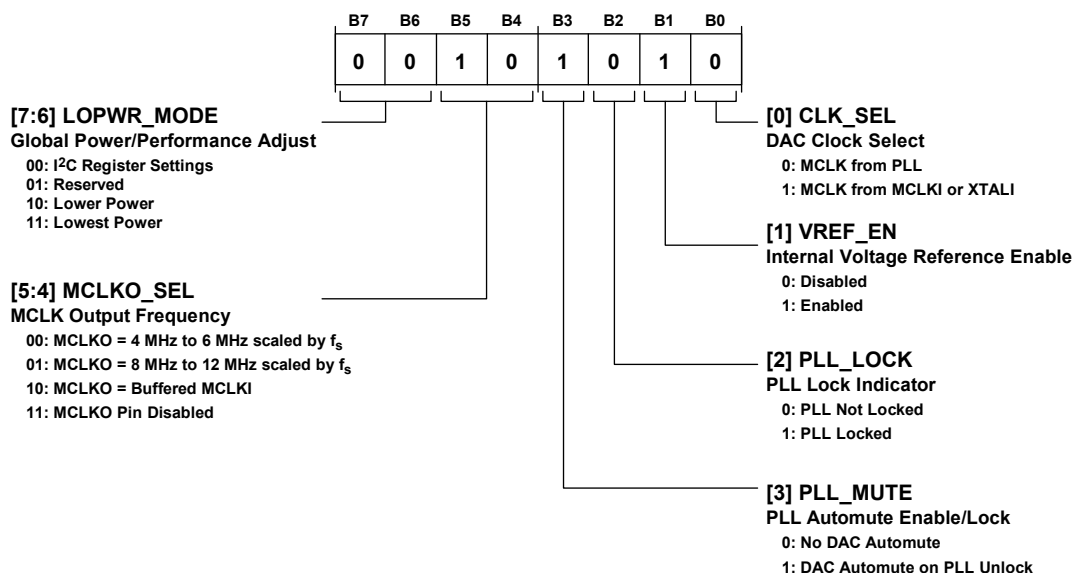 B7 B6 B5 B4 B3 B2 B1 B0
0 0 1 0 1 0 1 0
[7:6] LOPWR_MODE
Global Power/Performance Adjust
00: I2C Register Settings
01: Reserved
10: Lower Power
11: Lowest Power
[5:4] MCLKO_SEL
MCLK Output Frequency
00: MCLKO = 4 MHz to 6 MHz scaled by fs
01: MCLKO = 8 MHz to 12 MHz scaled by fs
10: MCLKO = Buffered MCLKI
11: MCLKO Pin Disabled
[0] CLK_SEL
DAC Clock Select
0: MCLK from PLL
1: MCLK from MCLKI or XTALI
[1] VREF_EN
Internal Voltage Reference Enable
0: Disabled
1: Enabled
[2] PLL_LOCK
PLL Lock Indicator
0: PLL Not Locked
1: PLL Locked
[3] PLL_MUTE
PLL Automute Enable/Lock
0: No DAC Automute
1: DAC Automute on PLL Unlock